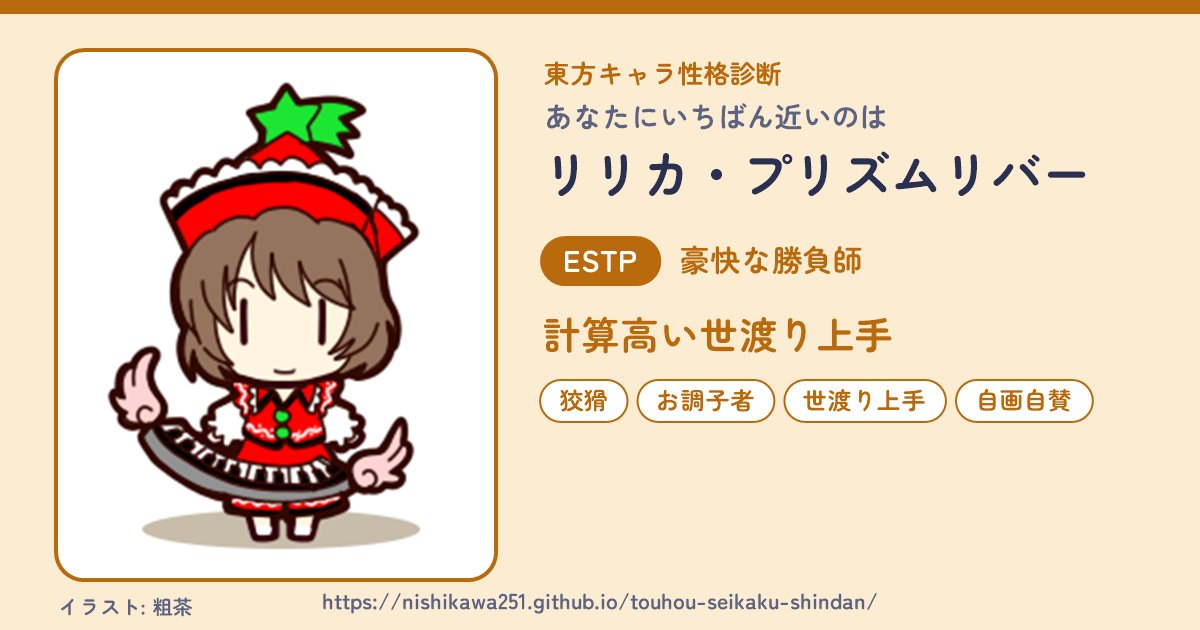 東方キャラ性格診断
あなたにいちばん近いのは
リリカ・プリズムリバー
ESTP 豪快な勝負師
計算高い世渡り上手
狡猾 お調子者 世渡り上手 自画自賛
イラスト: 粗茶
https://nishikawa251.github.io/touhou-seikaku-shindan/